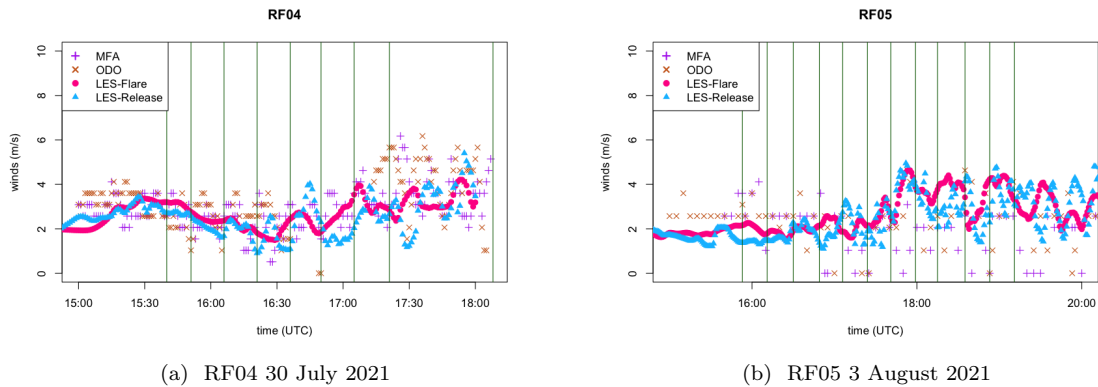 RF04
10
8
6
4
2
0
winds (m/s)
MFA
ODO
LES-Flare
LES-Release
15:00 15:30 16:00 16:30 17:00 17:30 18:00
time (UTC)
(a) RF04 30 July 2021
RF05
10
8
6
4
2
0
winds (m/s)
MFA
ODO
LES-Flare
LES-Release
16:00 18:00 20:00
time (UTC)
(b) RF05 3 August 2021